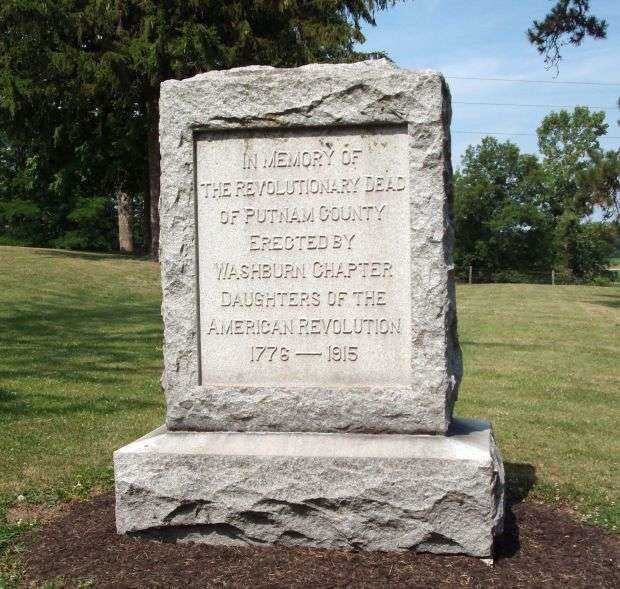 IN MEMORY OF
THE REVOLUTIONARY DEAD
OF PUTNAM COUNTY
ERECTED BY
WASHBURN CHAPTER
DAUGHTERS OF THE
AMERICAN REVOLUTION
1776 — 1915